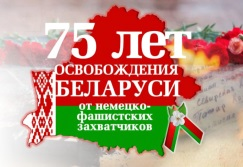 75 лет
ОСВОБОЖДЕНИЯ
БЕЛАРУСИ
от немецко-
фашистских
захватчиков